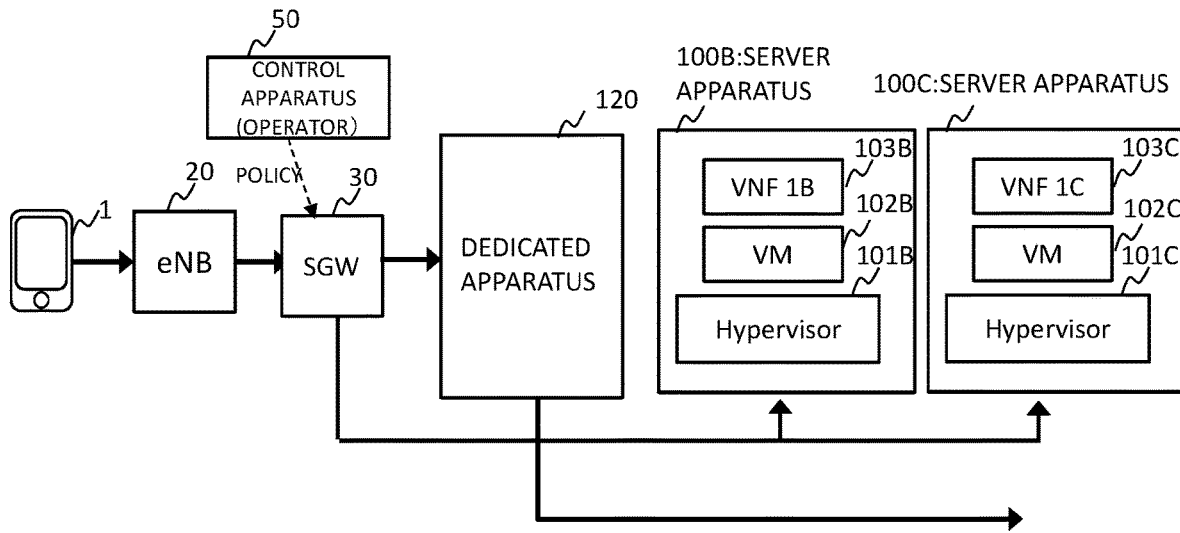 50
CONTROL
APPARATUS
(OPERATOR)
POLICY
1
20
eNB
30
SGW
120
DEDICATED
APPARATUS
100B:SERVER
APPARATUS
103B
VNF 1B
102B
VM
101B
Hypervisor
100C:SERVER APPARATUS
103C
VNF 1C
102C
VM
101C
Hypervisor